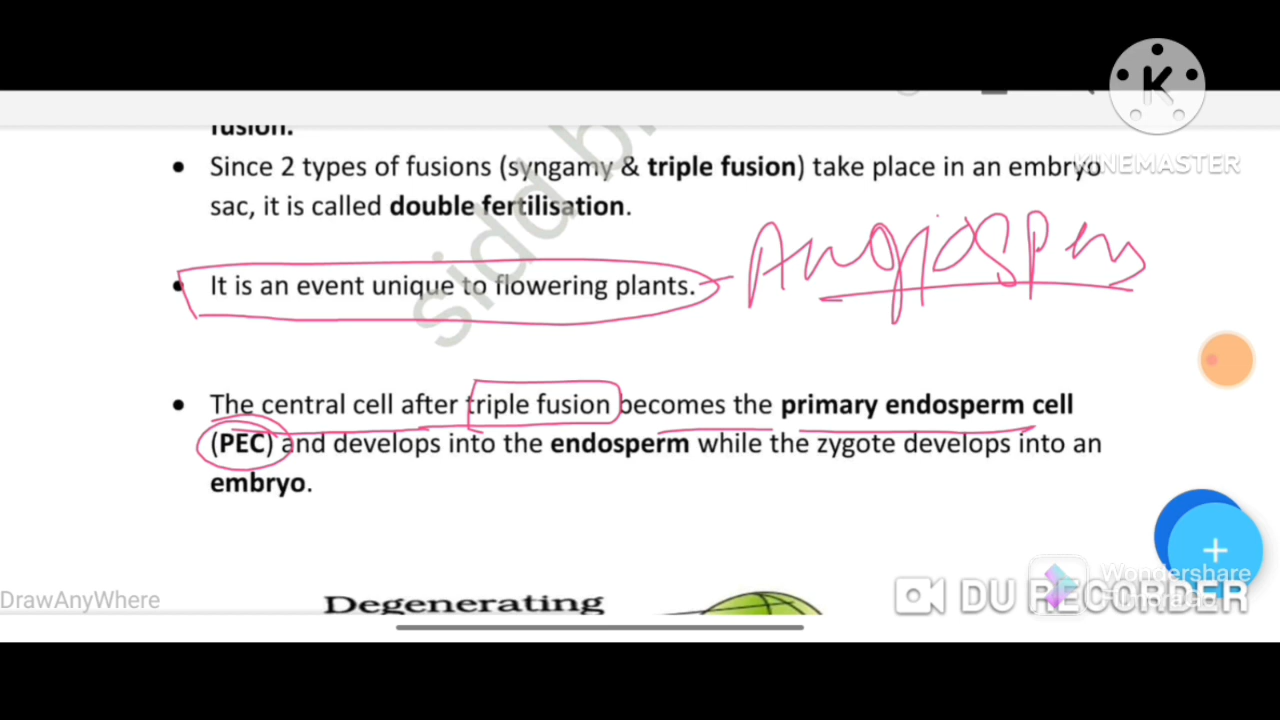 fusion.
• Since 2 types of fusions (syngamy & triple fusion) take place in an embryo
sac, it is called double fertilisation.
Angiosperm
• It is an event unique to flowering plants.
• The central cell after triple fusion becomes the primary endosperm cell
(PEC) and develops into the endosperm while the zygote develops into an
embryo.
Degenerating
KINEMASTER
sidd
DrawAnyWhere
Wondershare
DU RECORDER